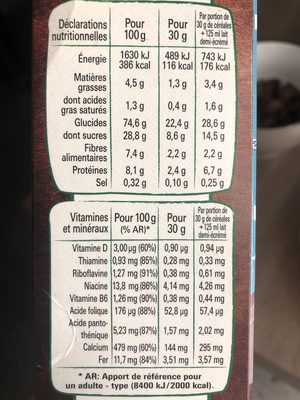 Déclarations nutritionnelles Pour 100 g Pour 30 g Par portion de 30 g de céréales + 125 ml lait demi-écrémé
Énergie 1630 kJ 489 kJ 743 kJ
386 kcal 116 kcal 176 kcal
Matières grasses 4,5 g 1,3 g 3,4 g
dont acides gras saturés 1,3 g 0,4 g 1,6 g
Glucides 74,6 g 22,4 g 28,6 g
dont sucres 28,8 g 8,6 g 14,5 g
Fibres alimentaires 7,4 g 2,2 g 2,2 g
Protéines 8,1 g 2,4 g 6,7 g
Sel 0,32 g 0,10 g 0,25 g
Vitamines et minéraux Pour 100 g (% AR)* Pour 30 g Par portion de 30 g de céréales + 125 ml lait demi-écrémé
Vitamine D 3,00 µg (60%) 0,90 µg 0,94 µg
Thiamine 0,93 mg (85%) 0,28 mg 0,33 mg
Riboflavine 1,27 mg (91%) 0,38 mg 0,61 mg
Niacine 13,8 mg (86%) 4,14 mg 4,26 mg
Vitamine B6 1,26 mg (90%) 0,38 mg 0,44 mg
Acide folique 176 µg (88%) 52,8 µg 57,4 µg
Acide panto-
thénique 5,23 mg (87%) 1,57 mg 2,02 mg
Calcium 479 mg (60%) 144 mg 295 mg
Fer 11,7 mg (84%) 3,51 mg 3,57 mg
* AR: Apport de référence pour
un adulte - type (8400 kJ / 2000 kcal).